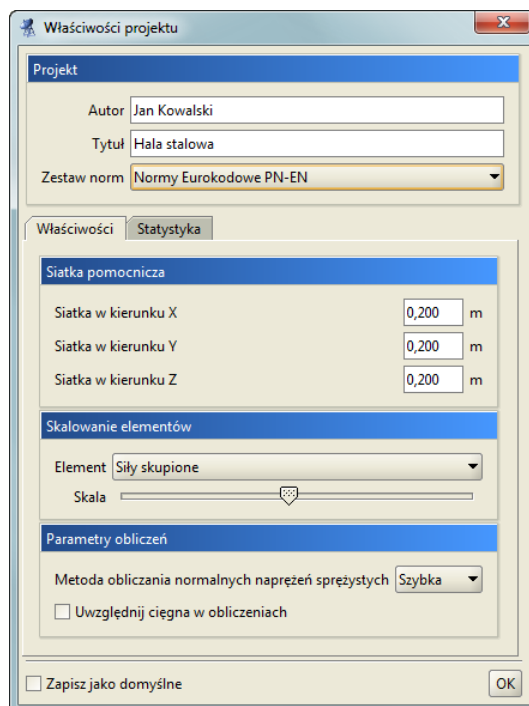 Właściwości projektu
Projekt
Autor Jan Kowalski
Tytuł Hala stalowa
Zestaw norm Normy Eurokodowe PN-EN
Właściwości Statystyka
Siatka pomocnicza
Siatka w kierunku X 0,200 m
Siatka w kierunku Y 0,200 m
Siatka w kierunku Z 0,200 m
Skalowanie elementów
Element Siły skupione
Skala
Parametry obliczeń
Metoda obliczania normalnych naprężeń sprężystych Szybka
Uwzględnij cięgna w obliczeniach
Zapisz jako domyślne OK